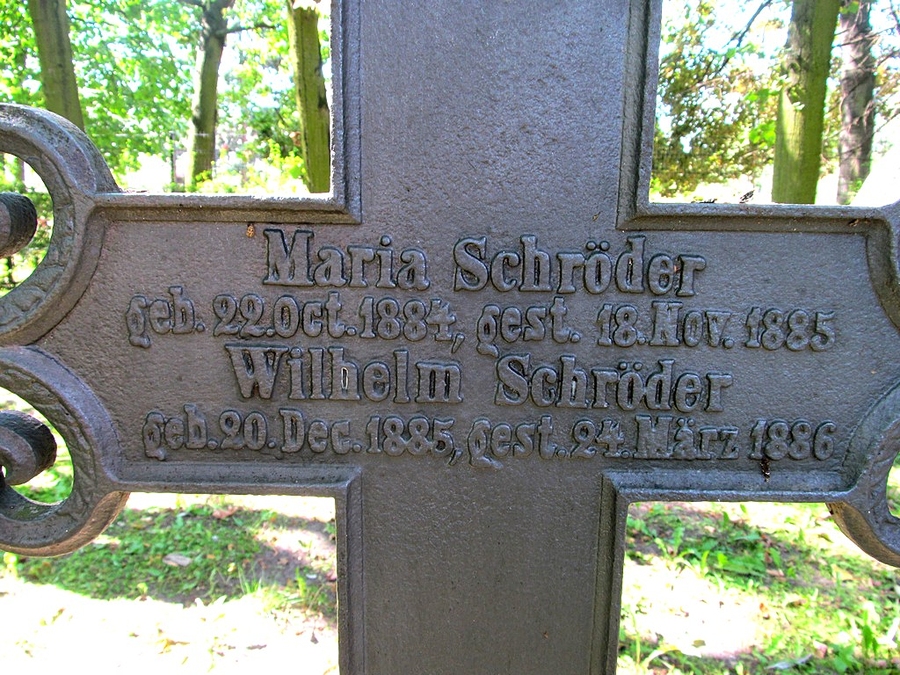 Maria Schröder
geb. 22.Oct.1884, gest. 18.Nov. 1885
Wilhelm Schröder
geb.20.Dec.1885, gest.24.März 1886